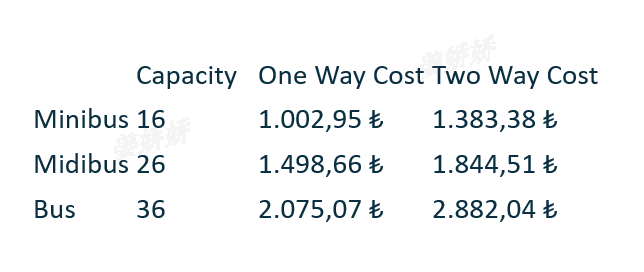 Capacity One Way Cost Two Way Cost
Minibus 16 1.002,95 ₺ 1.383,38 ₺
Midibus 26 1.498,66 ₺ 1.844,51 ₺
Bus 36 2.075,07 ₺ 2.882,04 ₺